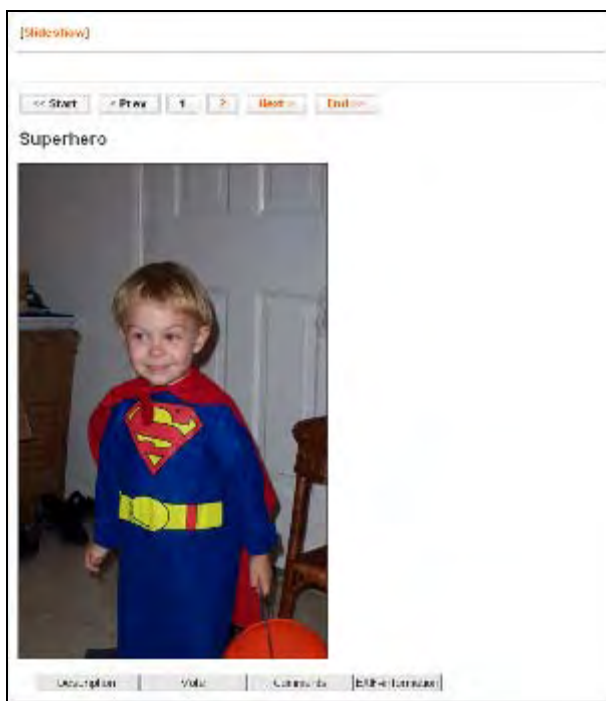 [Slideshow]
<< Start < Prev 1 2 Next > End >>
Superhero
Description Vote Comments EXIF-Information